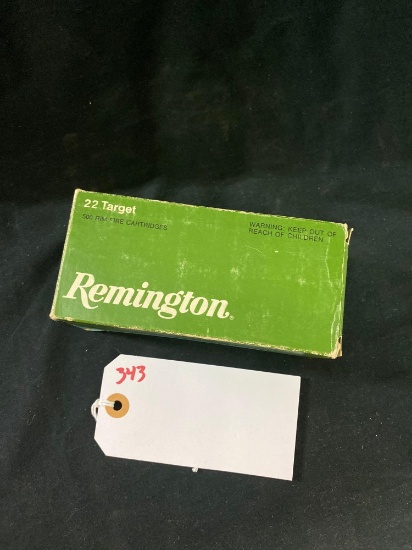 22 Target
500 RIM FIRE CARTRIDGES
WARNING: KEEP OUT OF
REACH OF CHILDREN
Remington®
343